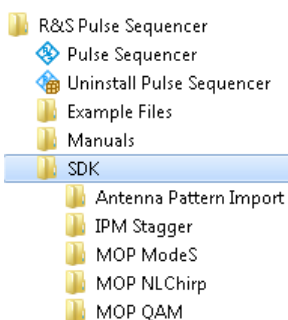 R&S Pulse Sequencer
Pulse Sequencer
Uninstall Pulse Sequencer
Example Files
Manuals
SDK
Antenna Pattern Import
IPM Stagger
MOP ModeS
MOP NLChirp
MOP QAM